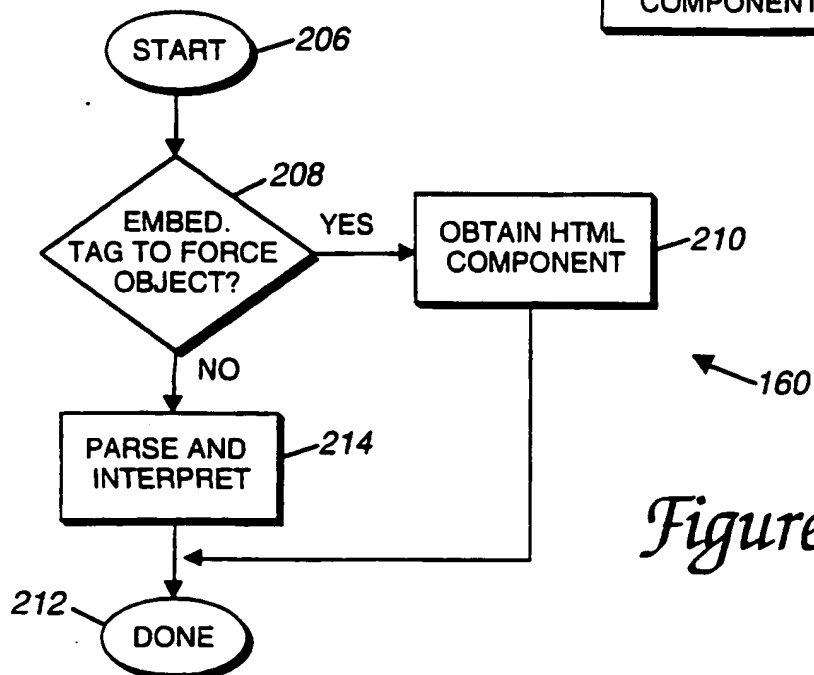 COMPONENT
START
206
208
EMBED.
TAG TO FORCE
OBJECT?
YES
OBTAIN HTML
COMPONENT
210
NO
160
PARSE AND
INTERPRET
214
Figure
212
DONE